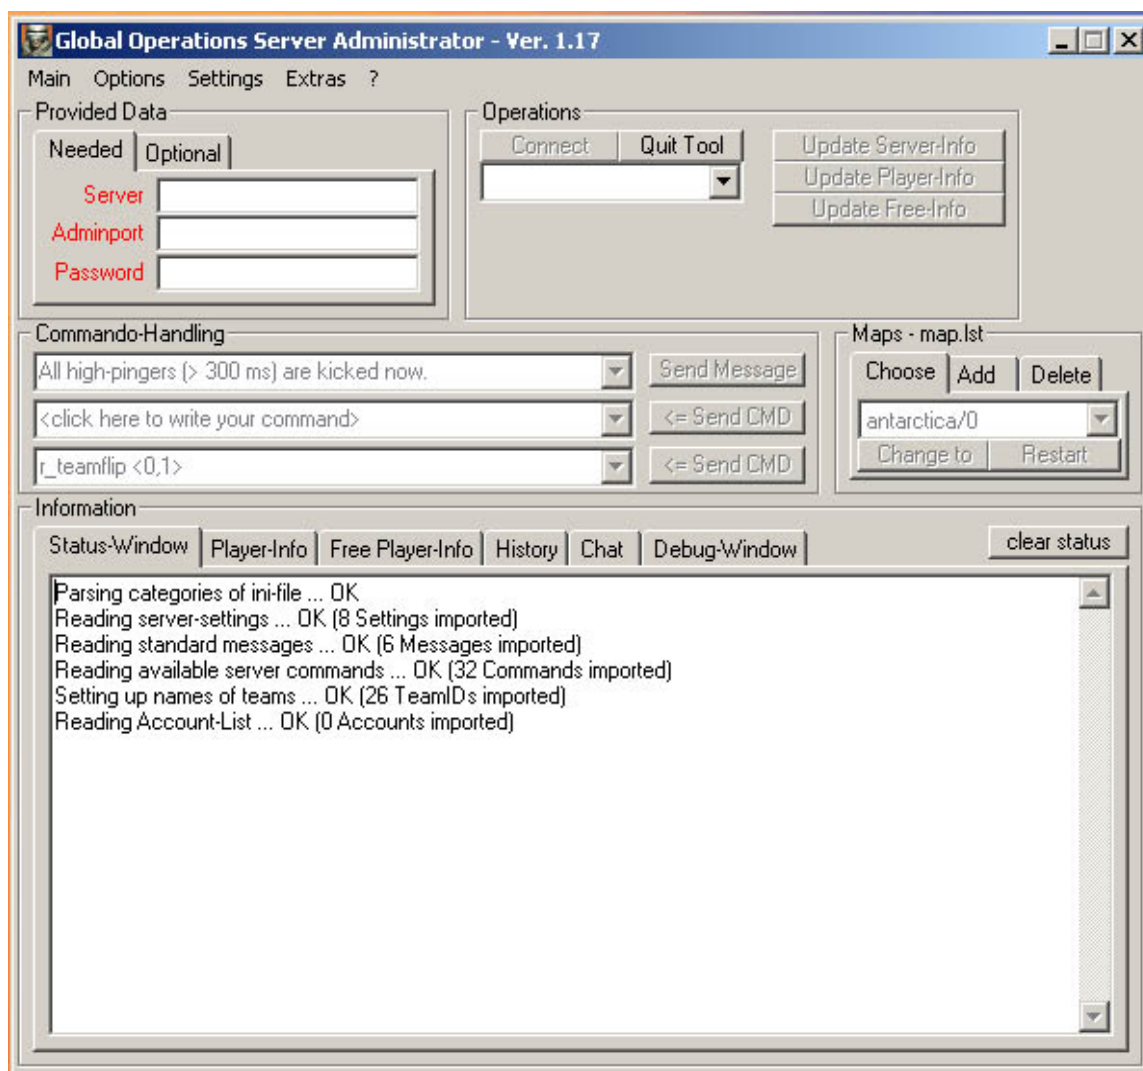 Global Operations Server Administrator - Ver. 1.17
Main Options Settings Extras ?
Provided Data
Needed Optional
Server
Adminport
Password
Operations
Connect Quit Tool
Update Server-Info
Update Player-Info
Update Free-Info
Commando-Handling
All high-pingers (> 300 ms) are kicked now. Send Message
<click here to write your command> <= Send CMD
r_teamflip <0,1> <= Send CMD
Maps - map.lst
Choose Add Delete
antarctica/0
Change to Restart
Information
Status-Window Player-Info Free Player-Info History Chat Debug-Window clear status
Parsing categories of ini-file ... OK
Reading server-settings ... OK (8 Settings imported)
Reading standard messages ... OK (6 Messages imported)
Reading available server commands ... OK (32 Commands imported)
Setting up names of teams ... OK (26 TeamIDs imported)
Reading Account-List ... OK (0 Accounts imported)